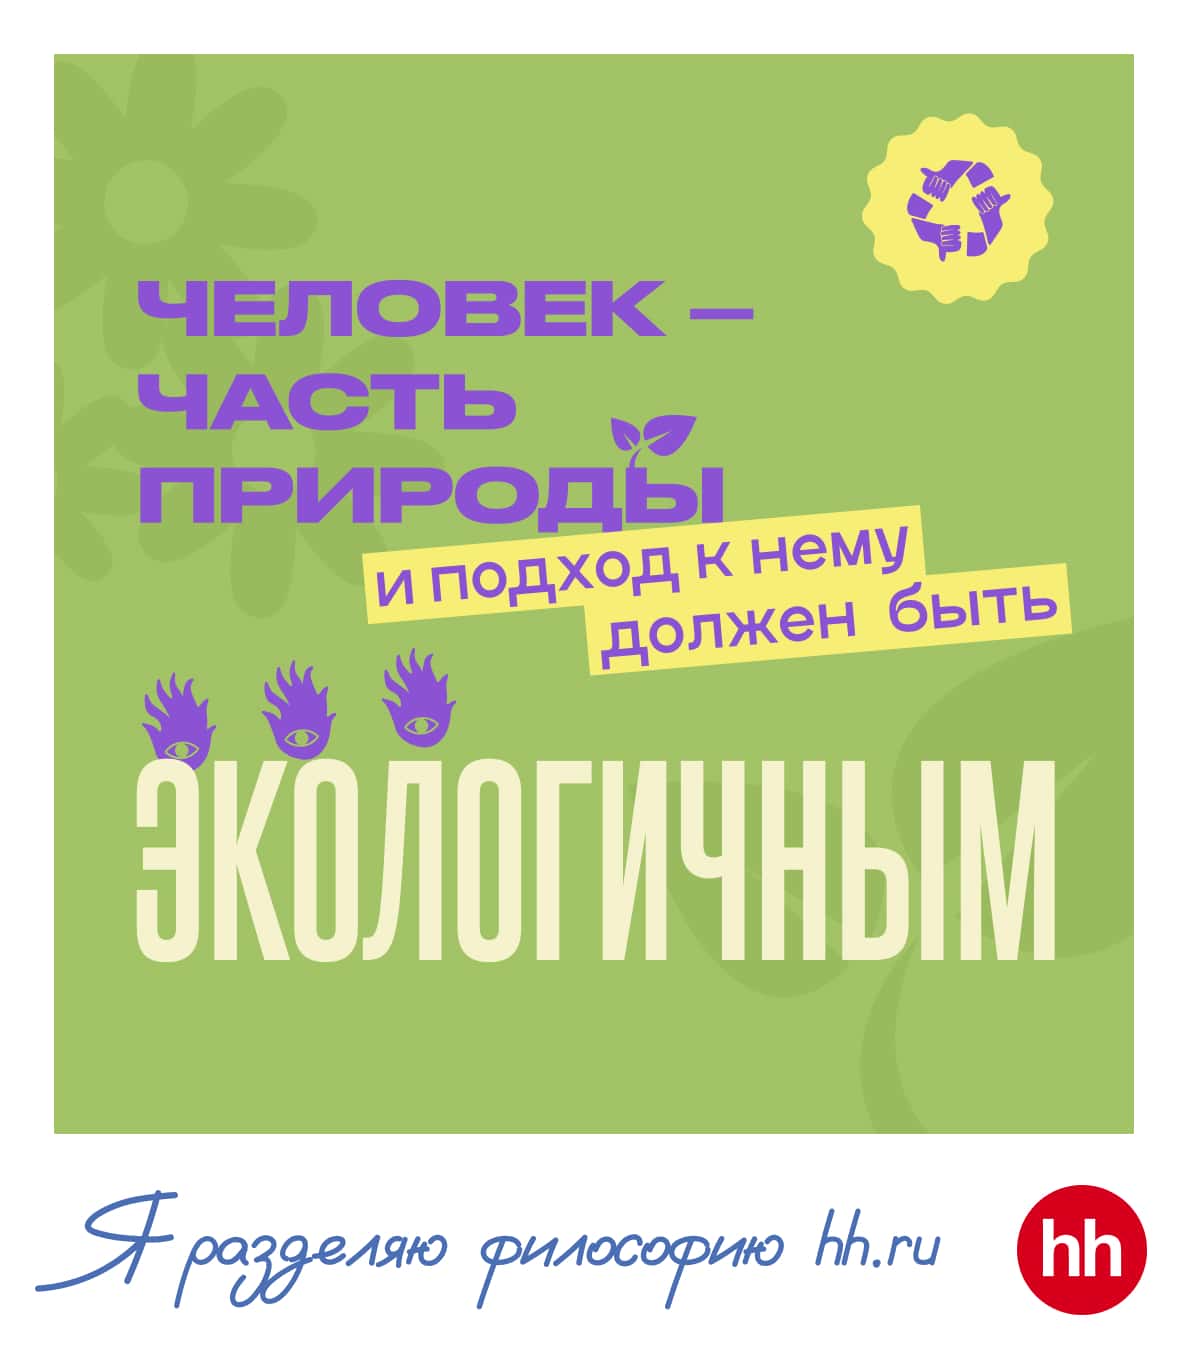 ЧЕЛОВЕК –
ЧАСТЬ
ПРИРОДЫ
и подход к нему
должен быть
ЭКОЛОГИЧНЫМ
Я разделяю философию hh.ru
hh